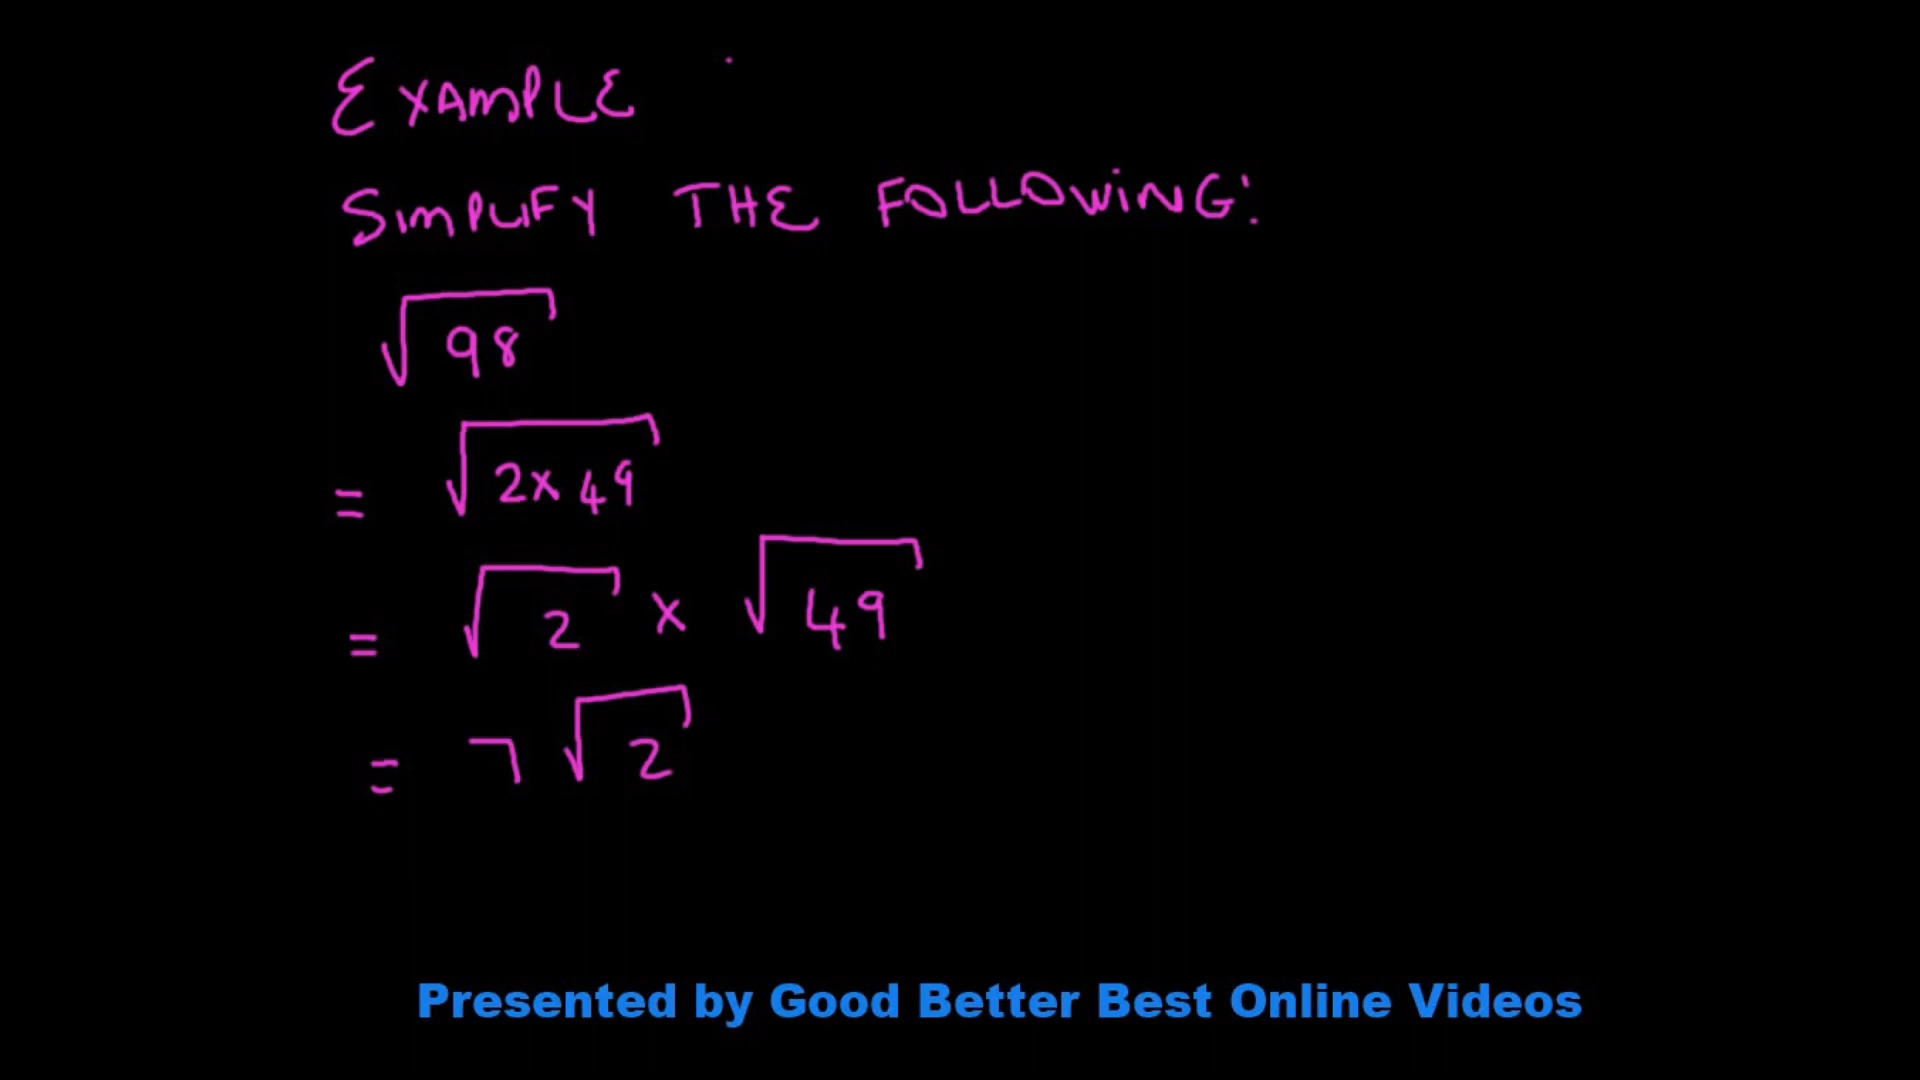 EXAMPLE
SIMPLIFY THE FOLLOWING:
√98
= √2x49
= √2 x √49
= 7√2
Presented by Good Better Best Online Videos